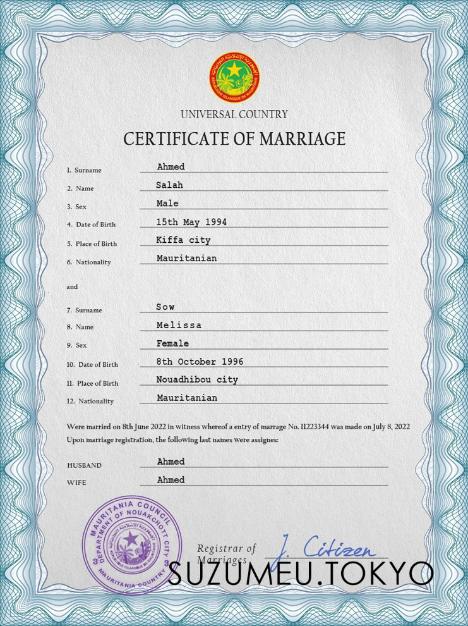 UNIVERSAL COUNTRY
CERTIFICATE OF MARRIAGE
1. Surname Ahmed
2. Name Salah
3. Sex Male
4. Date of Birth 15th May 1994
5. Place of Birth Kiffa city
6. Nationality Mauritanian
and
7. Surname Sow
8. Name Melissa
9. Sex Female
10. Date of Birth 8th October 1996
11. Place of Birth Nouadhibou city
12. Nationality Mauritanian
Were married on 8th June 2022 in witness whereof a entry of marrage No. 11223344 was made on July 8, 2022
Upon marriage registration, the following last names were assignes:
HUSBAND Ahmed
WIFE Ahmed
MAURITANIA COUNCIL
DEPARTMENT OF NOUAKCHOTT CITY
MAURITANIA COUNTRY
Registrar of J. Citizen
Marriages
SUZUMEU.TOKYO